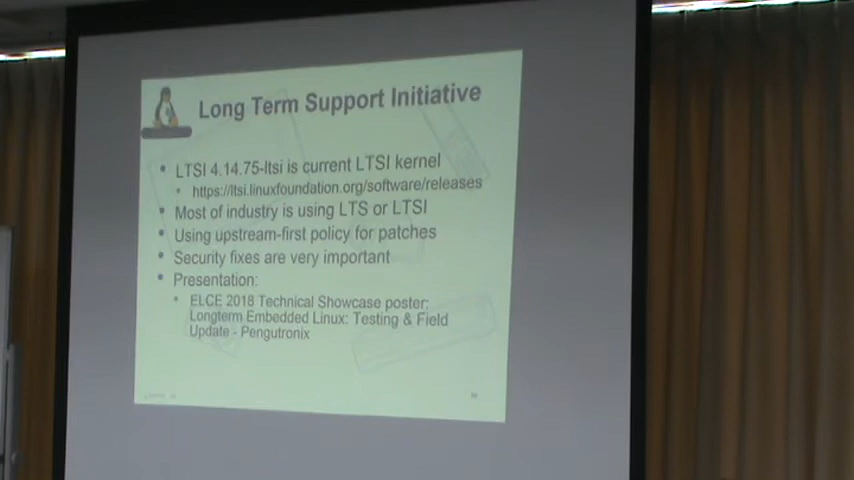 Long Term Support Initiative
• LTSI 4.14.75-ltsi is current LTSI kernel
• https://ltsi.linuxfoundation.org/software/releases
• Most of industry is using LTS or LTSI
• Using upstream-first policy for patches
• Security fixes are very important
• Presentation:
• ELCE 2018 Technical Showcase poster:
Longterm Embedded Linux: Testing & Field
Update - Pengutronix